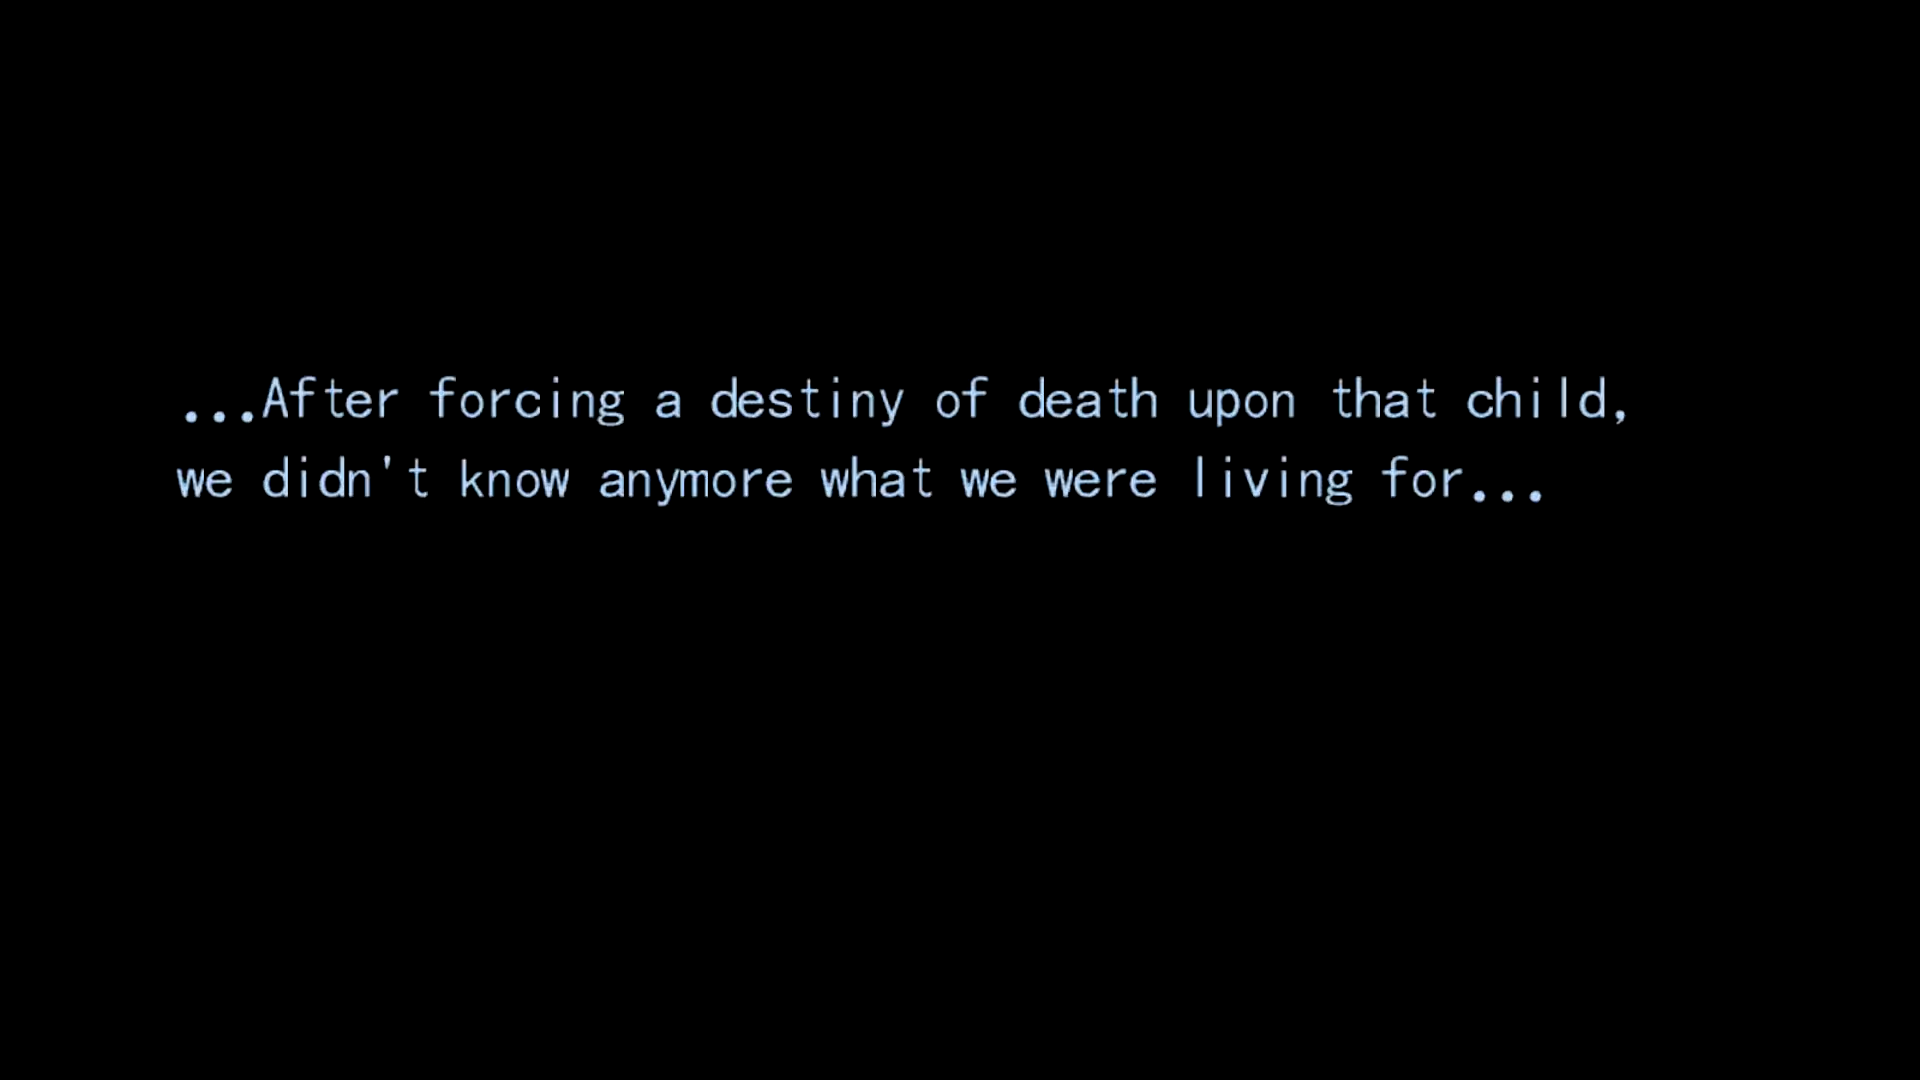 ...After forcing a destiny of death upon that child,
we didn't know anymore what we were living for...